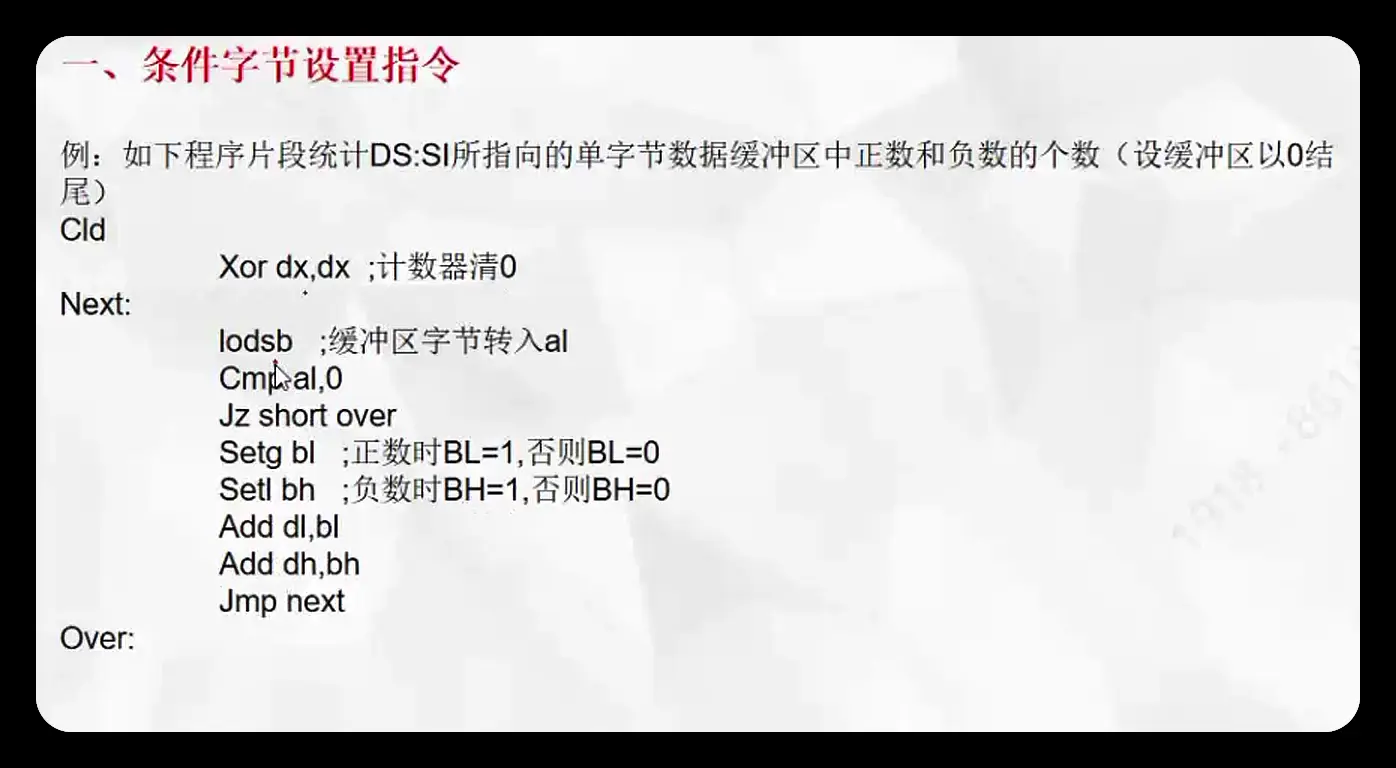 一、条件字节设置指令
例：如下程序片段统计DS:SI所指向的单字节数据缓冲区中正数和负数的个数（设缓冲区以0结
尾）
Cld
Xor dx,dx ;计数器清0
Next:
lodsb ;缓冲区字节转入al
Cmp al,0
Jz short over
Setg bl ;正数时BL=1,否则BL=0
Setl bh ;负数时BH=1,否则BH=0
Add dl,bl
Add dh,bh
Jmp next
Over: